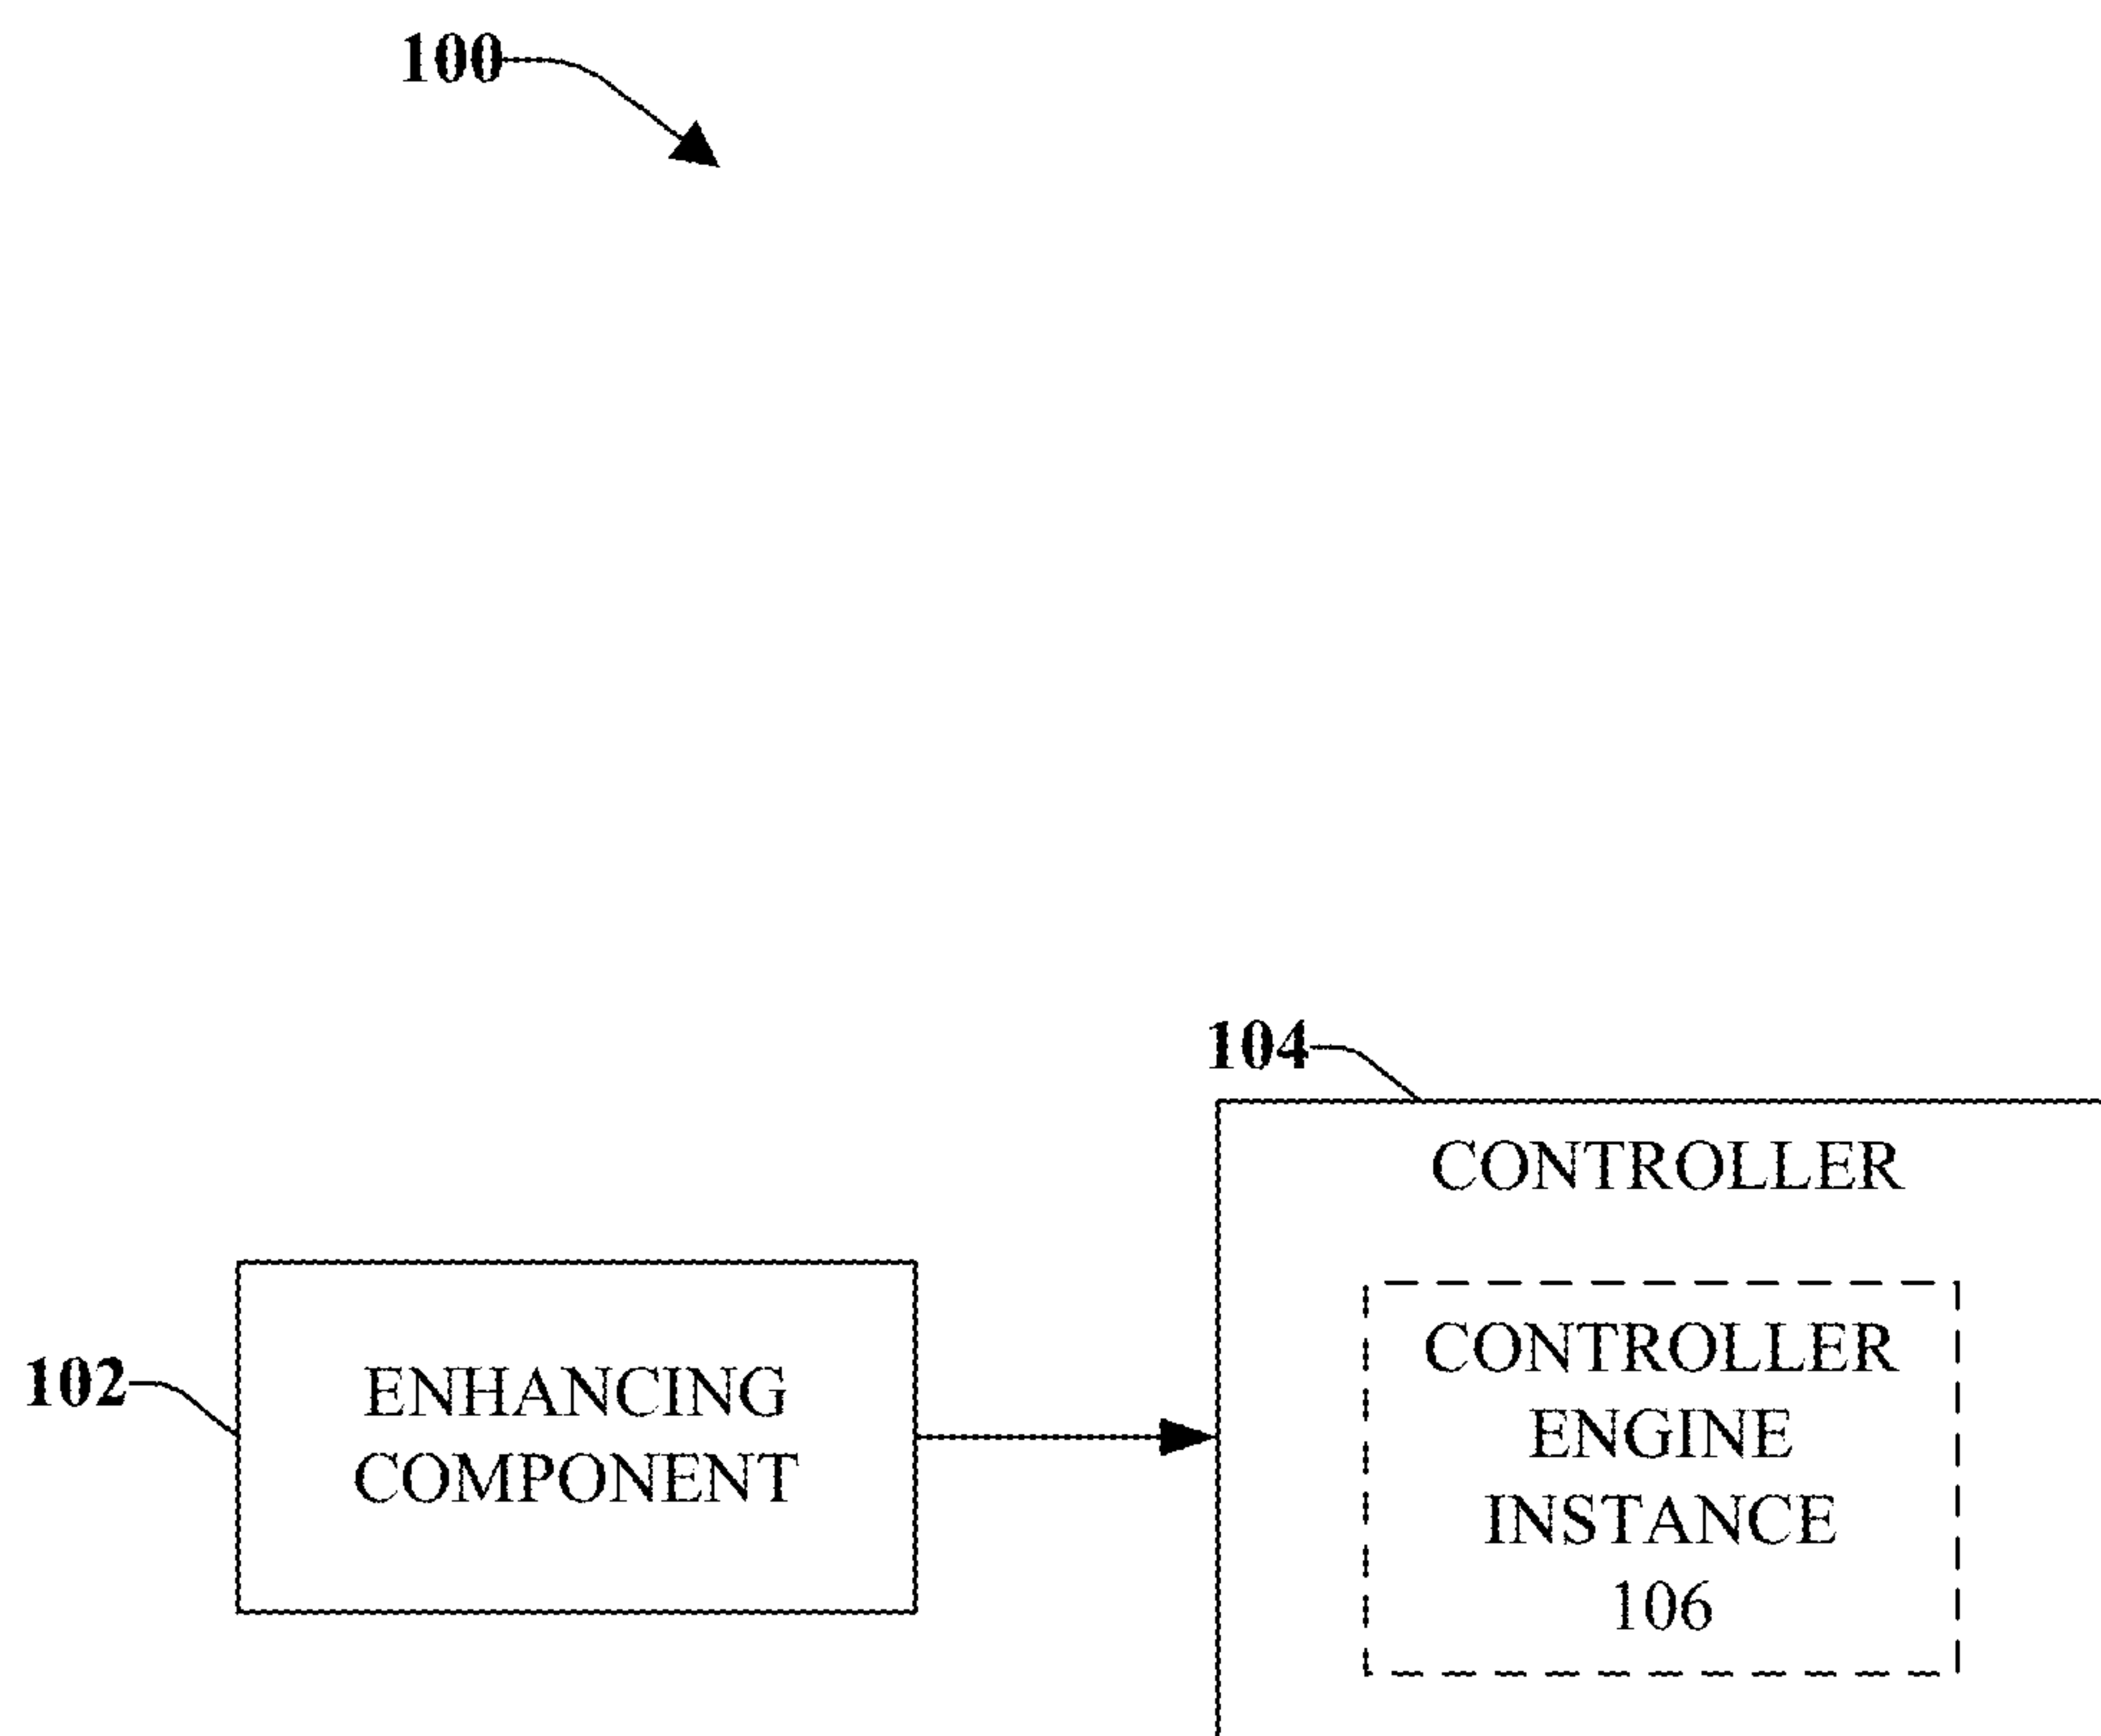 100
104
CONTROLLER
102
ENHANCING
COMPONENT
CONTROLLER
ENGINE
INSTANCE
106